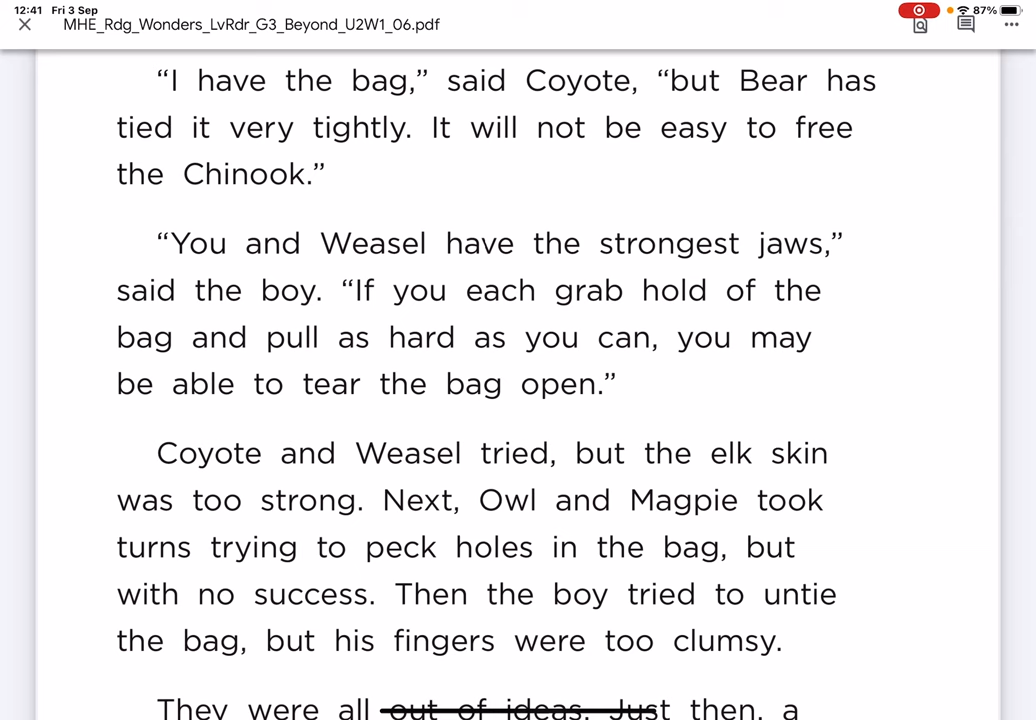 12:41 Fri 3 Sep 87%
MHE_Rdg_Wonders_LvRdr_G3_Beyond_U2W1_06.pdf
“I have the bag,” said Coyote, “but Bear has
tied it very tightly. It will not be easy to free
the Chinook.”
“You and Weasel have the strongest jaws,”
said the boy. “If you each grab hold of the
bag and pull as hard as you can, you may
be able to tear the bag open.”
Coyote and Weasel tried, but the elk skin
was too strong. Next, Owl and Magpie took
turns trying to peck holes in the bag, but
with no success. Then the boy tried to untie
the bag, but his fingers were too clumsy.
They were all out of ideas. Just then, a